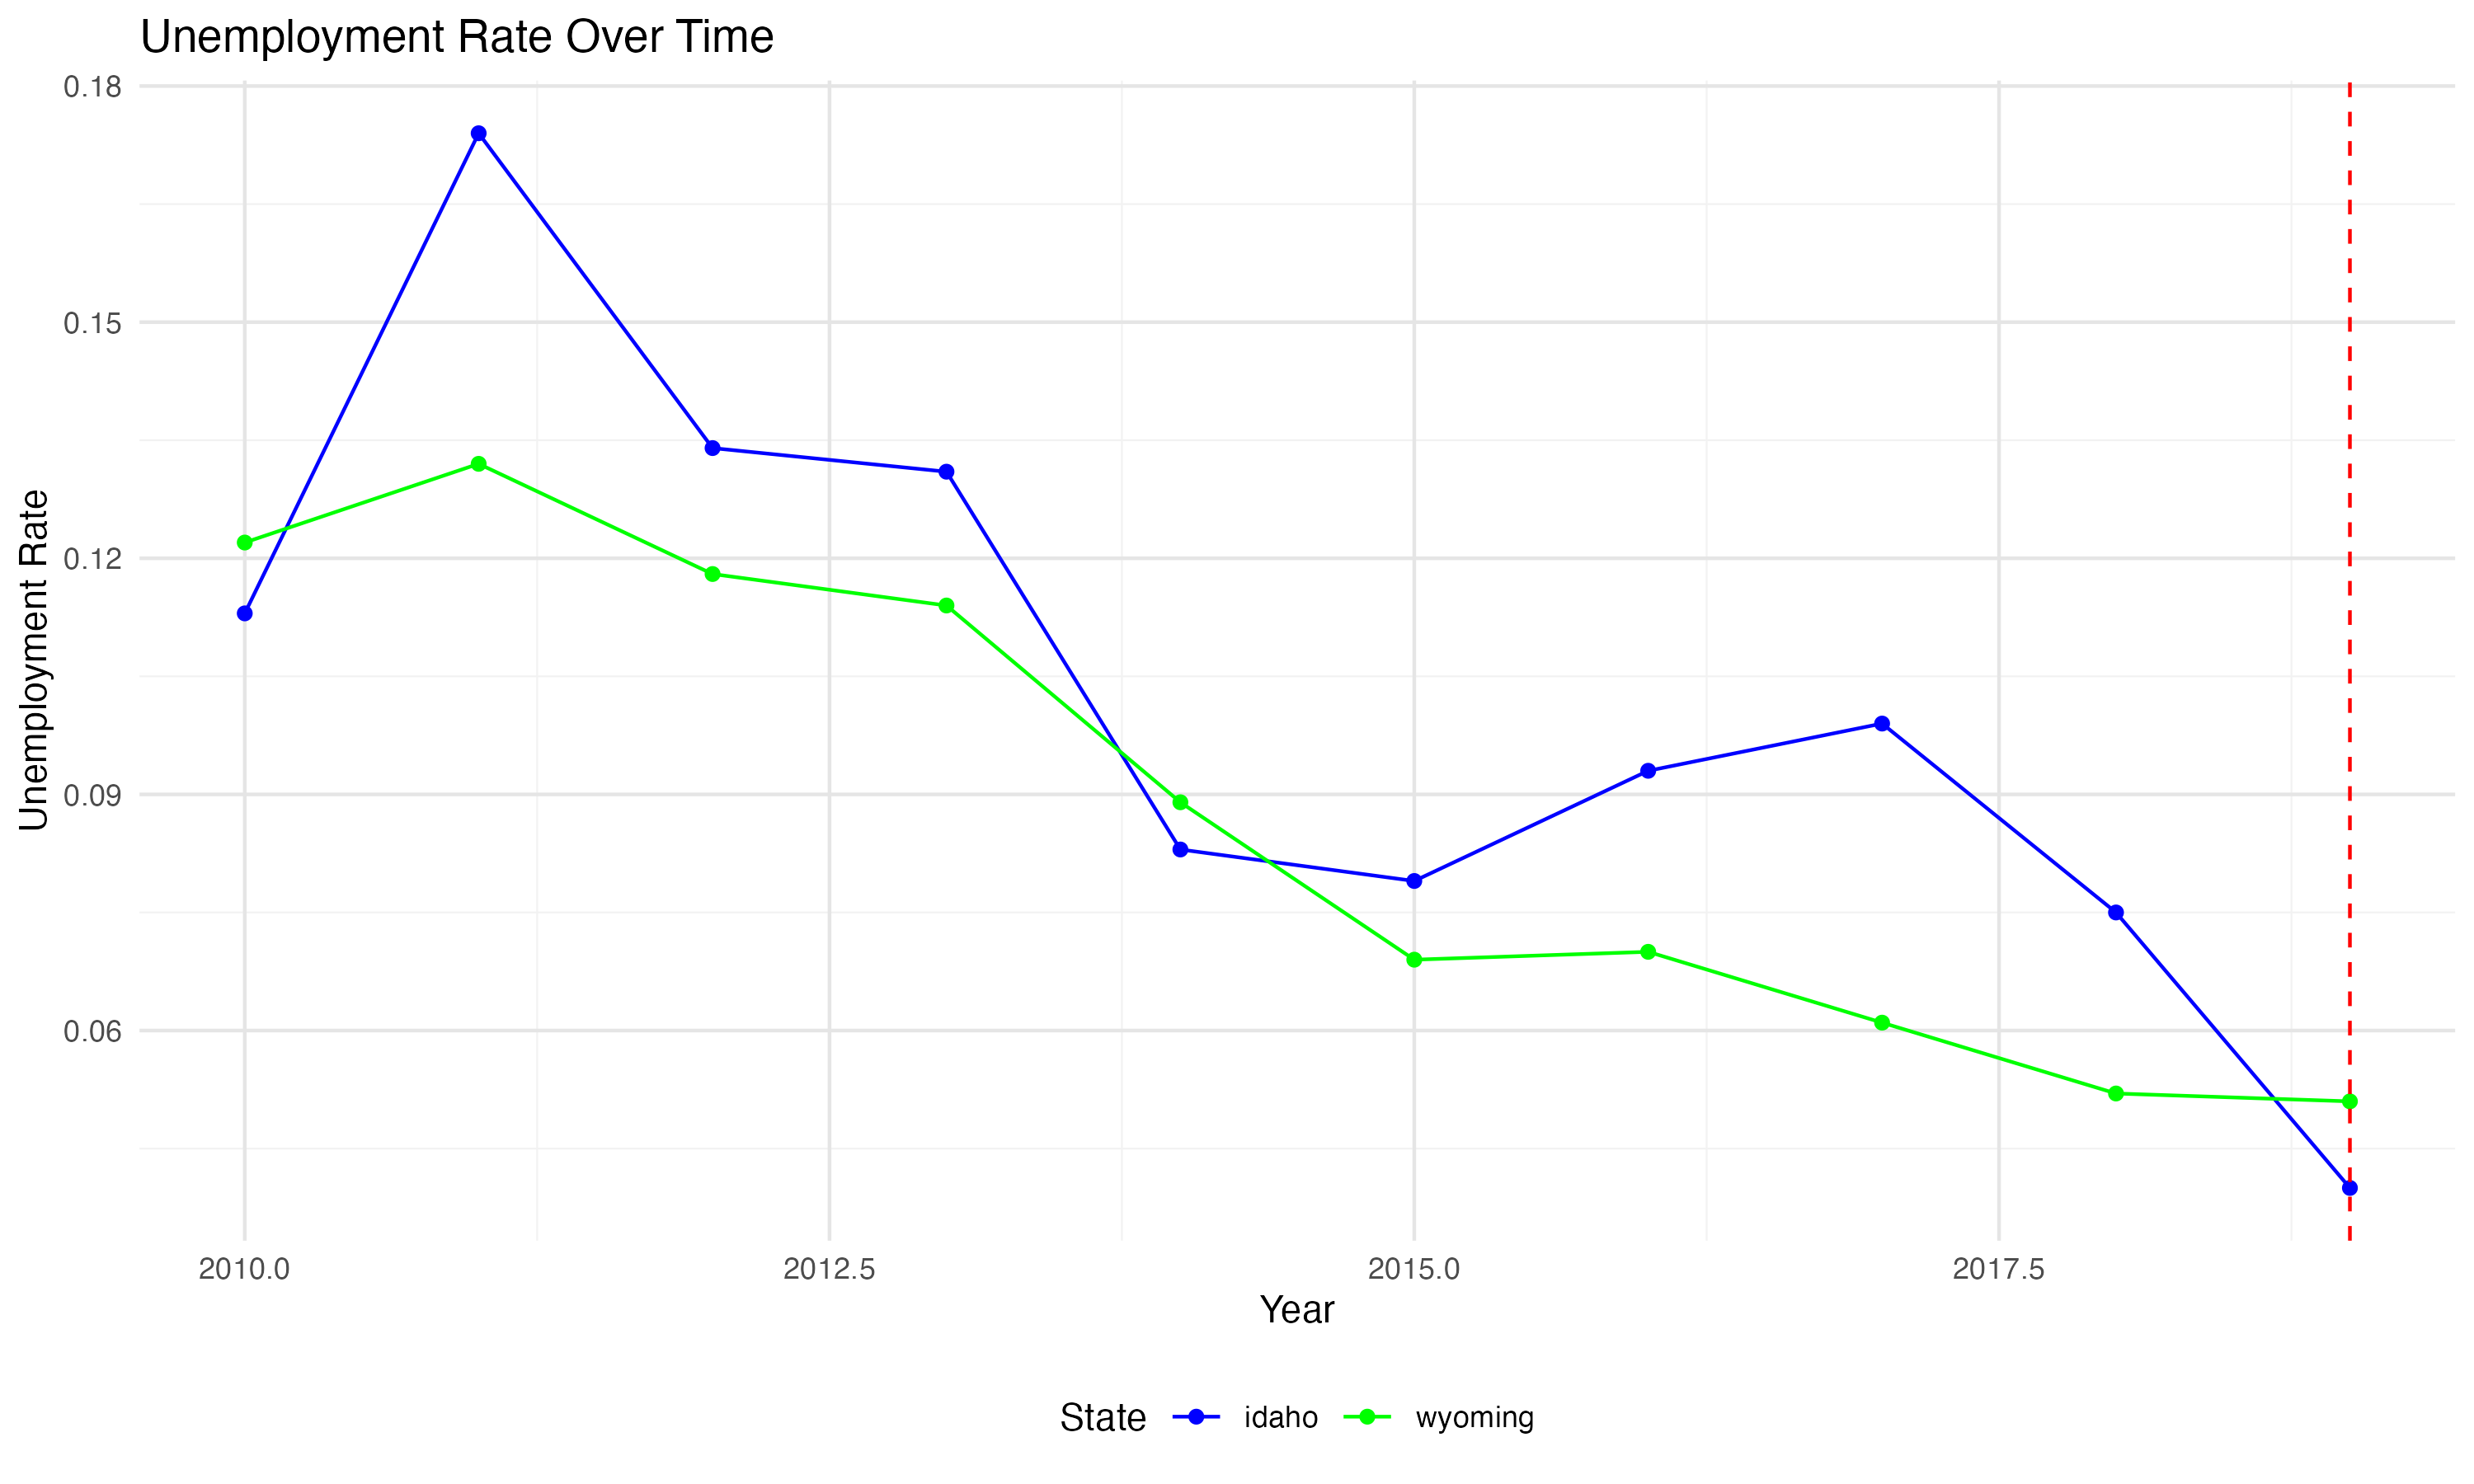 Unemployment Rate Over Time
Unemployment Rate
0.18
0.15
0.12
0.09
0.06
2010.0 2012.5 2015.0 2017.5
Year
State idaho wyoming